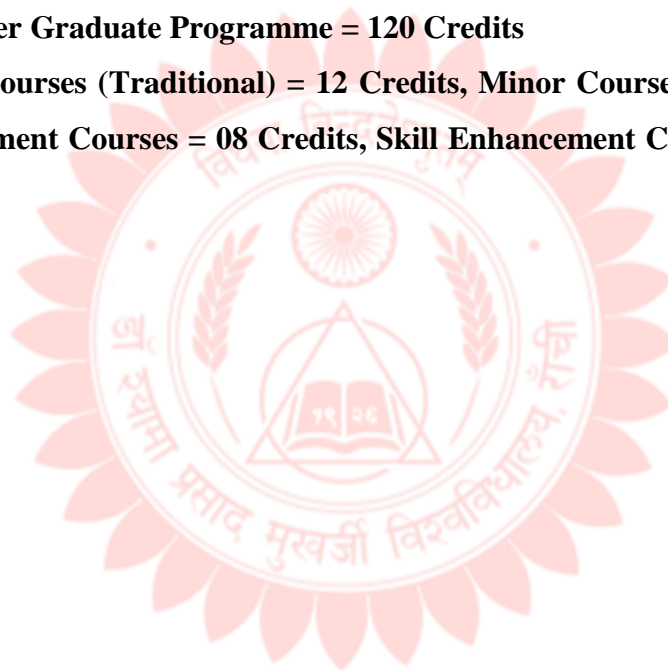 er Graduate Programme = 120 Credits
ourses (Traditional) = 12 Credits, Minor Course
ment Courses = 08 Credits, Skill Enhancement C
डॉ श्यामा प्रसाद मुखर्जी विश्वविद्यालय, राँची
१९२६